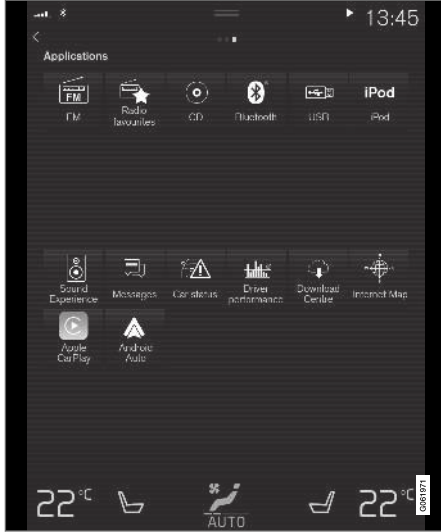 13:45
Applications
FM
iPod
FM
Radio
favourites
CD
Bluetooth
USB
iPod
Sound
Experience
Messages
Car status
Driver
performance
Download
Centre
Internet Map
Apple
CarPlay
Android
Auto
22°C
AUTO
22°C
G061971